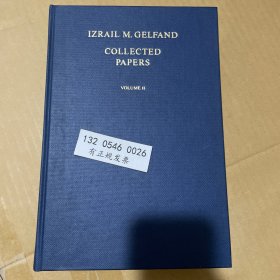 IZRAIL M. GELFAND
COLLECTED
PAPERS
VOLUME II
132 0546 0026
有正规发票